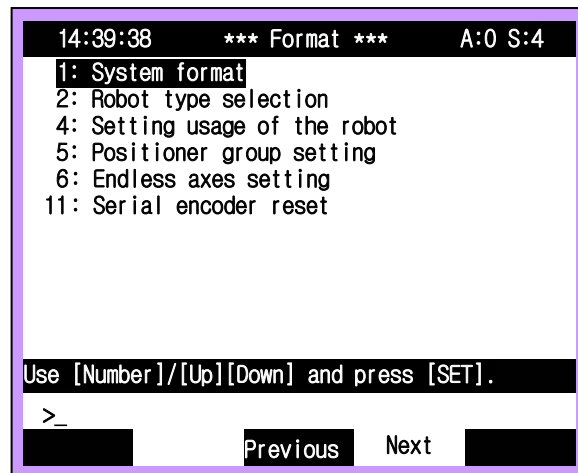 14:39:38 *** Format *** A:0 S:4
1: System format
2: Robot type selection
4: Setting usage of the robot
5: Positioner group setting
6: Endless axes setting
11: Serial encoder reset
Use [Number]/[Up][Down] and press [SET].
>_
Previous Next